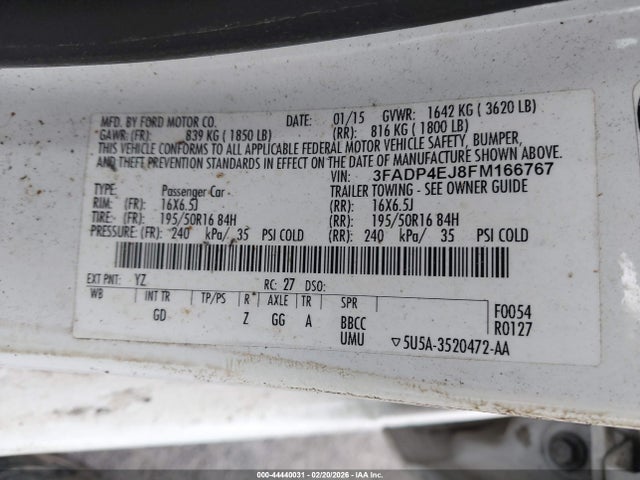 MFD. BY FORD MOTOR CO. DATE: 01/15 GVWR: 1642 KG ( 3620 LB)
GAWR: (FR): 839 KG ( 1850 LB) (RR): 816 KG ( 1800 LB)
THIS VEHICLE CONFORMS TO ALL APPLICABLE FEDERAL MOTOR VEHICLE SAFETY, BUMPER,
AND THEFT PREVENTION STANDARDS IN EFFECT ON THE DATE OF MANUFACTURE SHOWN ABOVE.
VIN: 3FADP4EJ8FM166767
TYPE: Passenger Car TRAILER TOWING - SEE OWNER GUIDE
RIM: (FR): 16X6.5J (RR): 16X6.5J
TIRE: (FR): 195/50R16 84H (RR): 195/50R16 84H
PRESSURE: (FR): 240 kPa/ 35 PSI COLD (RR): 240 kPa/ 35 PSI COLD
EXT PNT: YZ RC: 27 DSO:
WB INT TR TP/PS R AXLE TR SPR
GD Z GG A BBCC F0054
UMU R0127
5U5A-3520472-AA
000-44440031 - 02/20/2026 - IAA Inc.